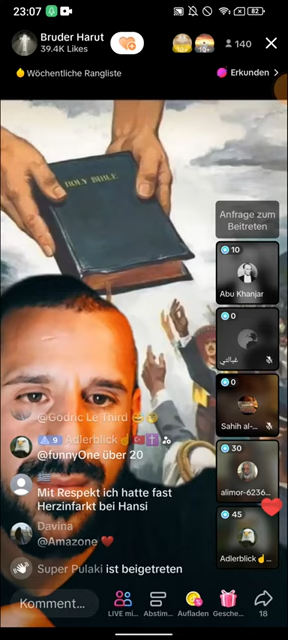 23:07
82
Bruder Harut
39.4K Likes
140
Wöchentliche Rangliste
Erkunden
HOLY BIBLE
Anfrage zum
Beitreten
10
Abu Khanjar
0
0
Sahih al-...
30
alimor-6236...
45
Adlerblick☝️...
@Godric Le Third 😂
9 Adlerblick☝️🇹🇷✝️
@funnyOne über 20
Mit Respekt ich hatte fast
Herzinfarkt bei Hansi
Davina
@Amazone ❤️
Super Pulaki ist beigetreten
Komment...
LIVE mi...
Abstim...
Aufladen
Gesche...
18